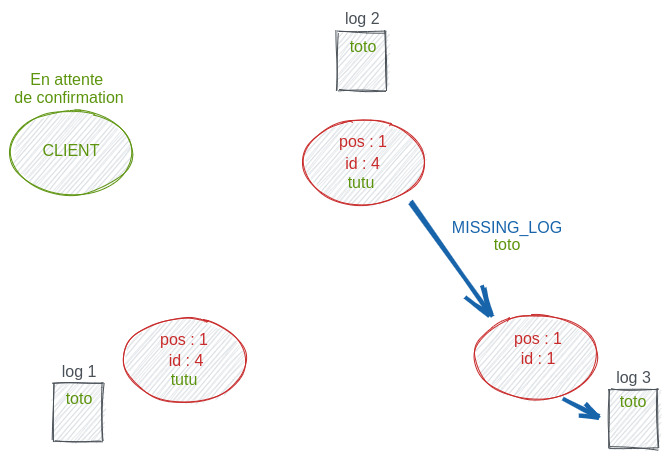 log 2
toto
En attente
de confirmation
CLIENT
pos : 1
id : 4
tutu
MISSING_LOG
toto
pos : 1
id : 4
tutu
log 1
toto
pos : 1
id : 1
log 3
toto